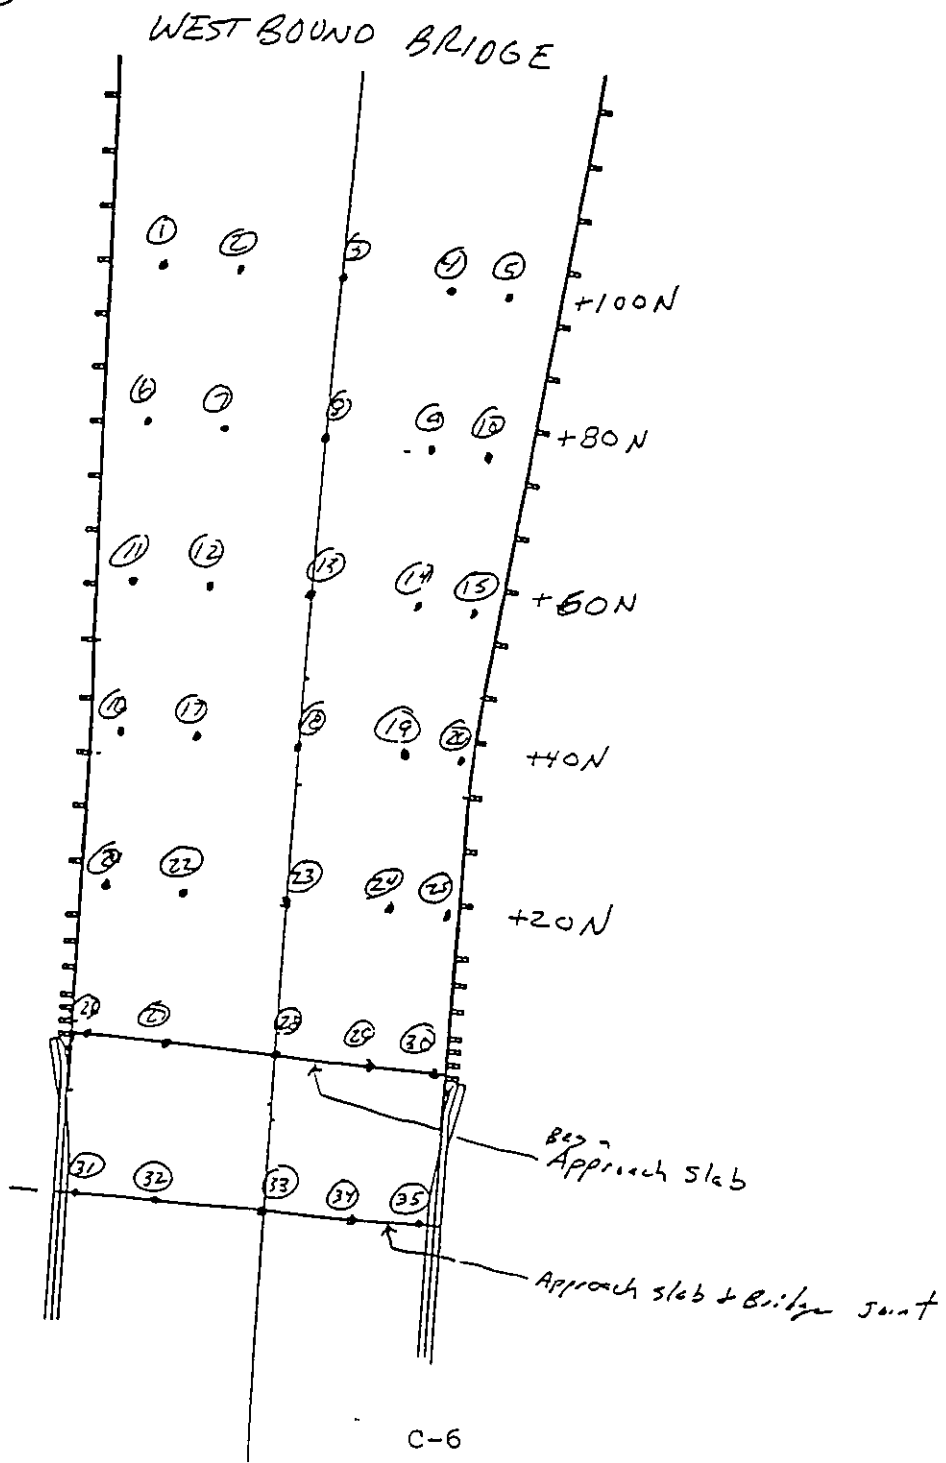 WEST BOUND BRIDGE
1 2 3 4 5
+100N
6 7 8 9 10
+80N
11 12 13 14 15
+60N
16 17 18 19 20
+40N
21 22 23 24 25
+20N
26 27 28 29 30
Begin
Approach slab
31 32 33 34 35
Approach slab & Bridge Joint
C-6